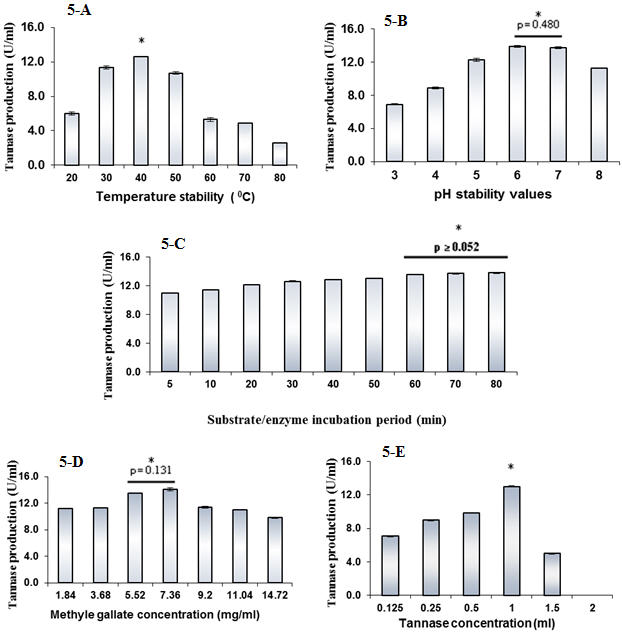 5-A
*
Tannase production (U/ml)
16.0
12.0
8.0
4.0
0.0
20 30 40 50 60 70 80
Temperature stability ( ⁰C)
5-B
*
p = 0.480
Tannase production (U/ml)
16.0
12.0
8.0
4.0
0.0
3 4 5 6 7 8
pH stability values
5-C
*
p ≥ 0.052
Tannase production (U/ml)
16.0
12.0
8.0
4.0
0.0
5 10 20 30 40 50 60 70 80
Substrate/enzyme incubation period (min)
5-D
*
p = 0.131
Tannase production (U/ml)
16.0
12.0
8.0
4.0
0.0
1.84 3.68 5.52 7.36 9.2 11.04 14.72
Methyle gallate concentration (mg/ml)
5-E
*
Tannase production (U/ml)
16.0
12.0
8.0
4.0
0.0
0.125 0.25 0.5 1 1.5 2
Tannase concentration (ml)